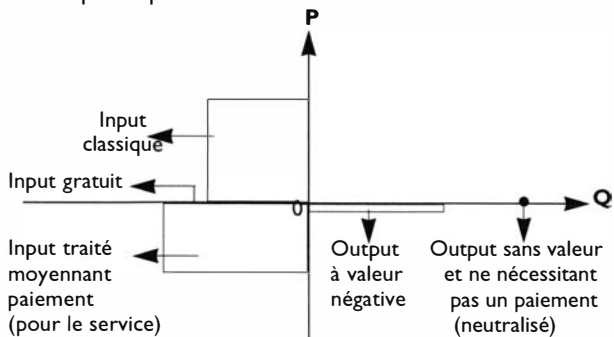 P
Input
classique
Input gratuit
0
Q
Input traité
moyennant
paiement
(pour le service)
Output
à valeur
négative
Output sans valeur
et ne nécessitant
pas un paiement
(neutralisé)